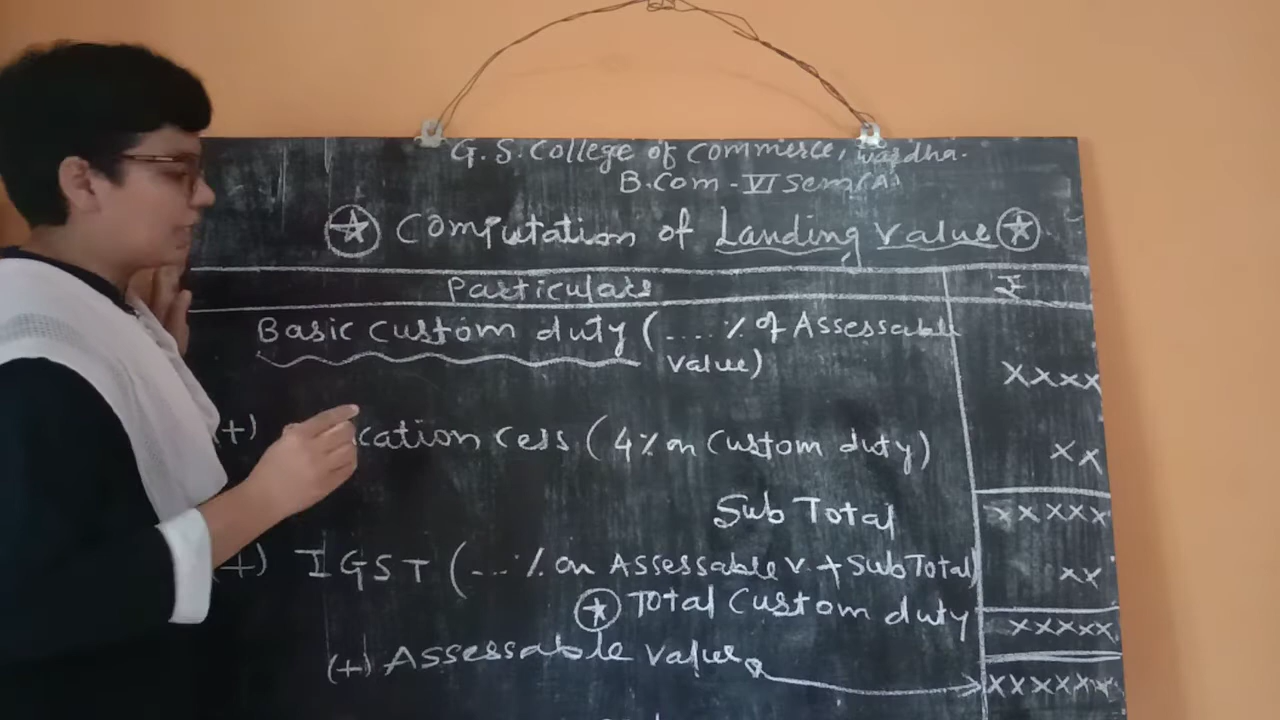 G. S. College of Commerce, Wardha.
B.Com - VI Sem (A)
Computation of Landing Value
Particulars ₹
Basic Custom duty (.... % of Assessable
value) xxxx
(+) cation Cess (4% on Custom duty) xx
Sub Total xxxxx
(+) IGST (... % on Assessable v. + Sub Total) xx
Total Custom duty xxxxx
(+) Assessable value xxxxxx